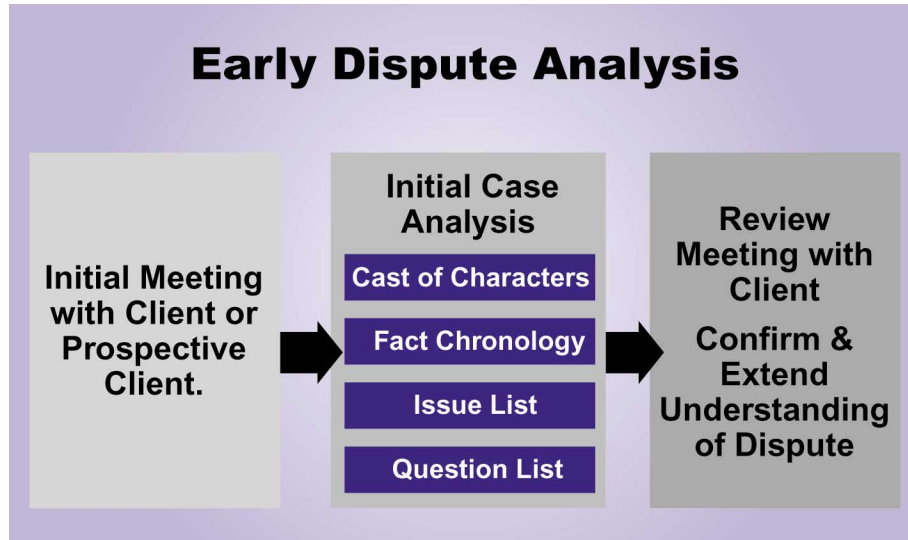 Early Dispute Analysis
Initial Meeting
with Client or
Prospective
Client.
Initial Case
Analysis
Cast of Characters
Fact Chronology
Issue List
Question List
Review
Meeting with
Client
Confirm &
Extend
Understanding
of Dispute